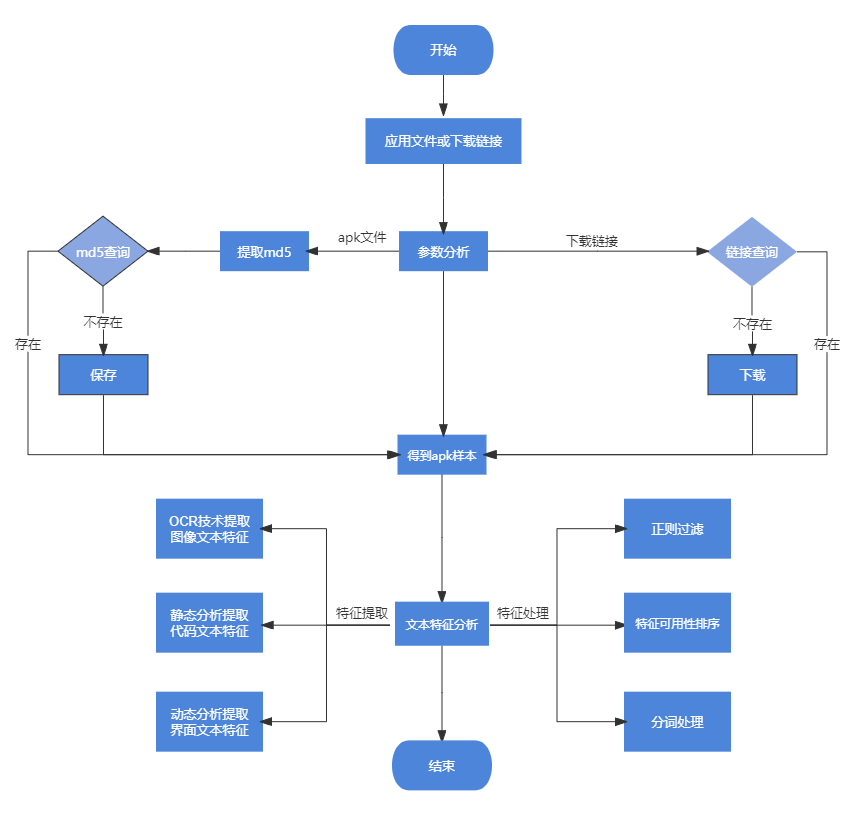 开始
应用文件或下载链接
apk文件
下载链接
md5查询
提取md5
参数分析
链接查询
不存在
不存在
存在
存在
保存
下载
得到apk样本
OCR技术提取
图像文本特征
正则过滤
特征提取
特征处理
静态分析提取
代码文本特征
文本特征分析
特征可用性排序
动态分析提取
界面文本特征
分词处理
结束